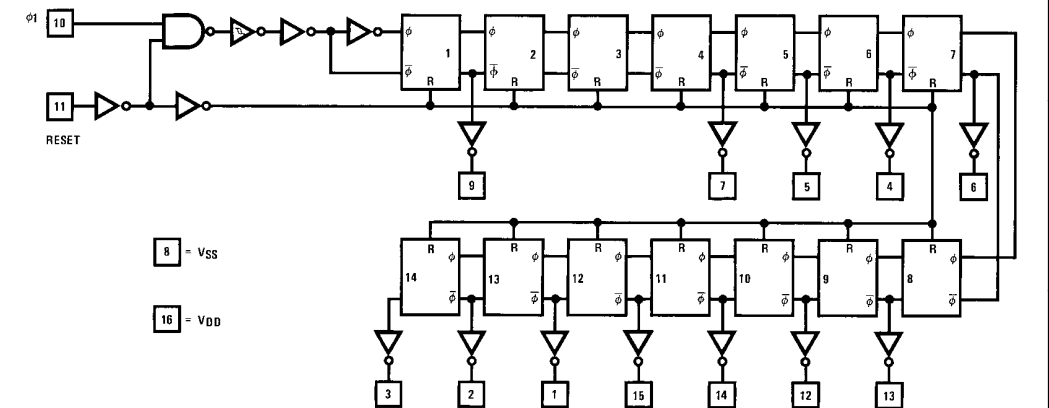 ϕ1 10
ϕ ϕ ϕ ϕ ϕ ϕ ϕ
1 2 3 4 5 6 7
ϕ̅ ϕ̅ ϕ̅ ϕ̅ ϕ̅ ϕ̅ ϕ̅
R R R R R R R
11
RESET
9 7 5 4 6
R R R R R R R
8 = VSS
ϕ ϕ ϕ ϕ ϕ ϕ ϕ
14 13 12 11 10 9 8
ϕ̅ ϕ̅ ϕ̅ ϕ̅ ϕ̅ ϕ̅ ϕ̅
16 = VDD
3 2 1 15 14 12 13